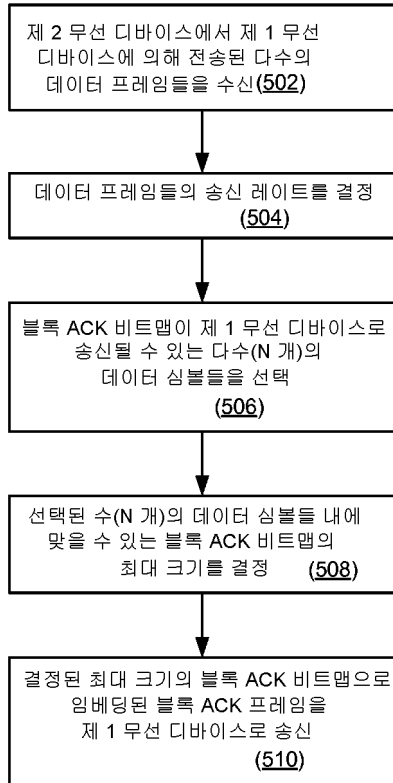 제 2 무선 디바이스에서 제 1 무선
디바이스에 의해 전송된 다수의
데이터 프레임들을 수신(502)
데이터 프레임들의 송신 레이트를 결정
(504)
블록 ACK 비트맵이 제 1 무선 디바이스로
송신될 수 있는 다수(N 개)의
데이터 심볼들을 선택
(506)
선택된 수(N 개)의 데이터 심볼들 내에
맞을 수 있는 블록 ACK 비트맵의
최대 크기를 결정 (508)
결정된 최대 크기의 블록 ACK 비트맵으로
임베딩된 블록 ACK 프레임을
제 1 무선 디바이스로 송신
(510)